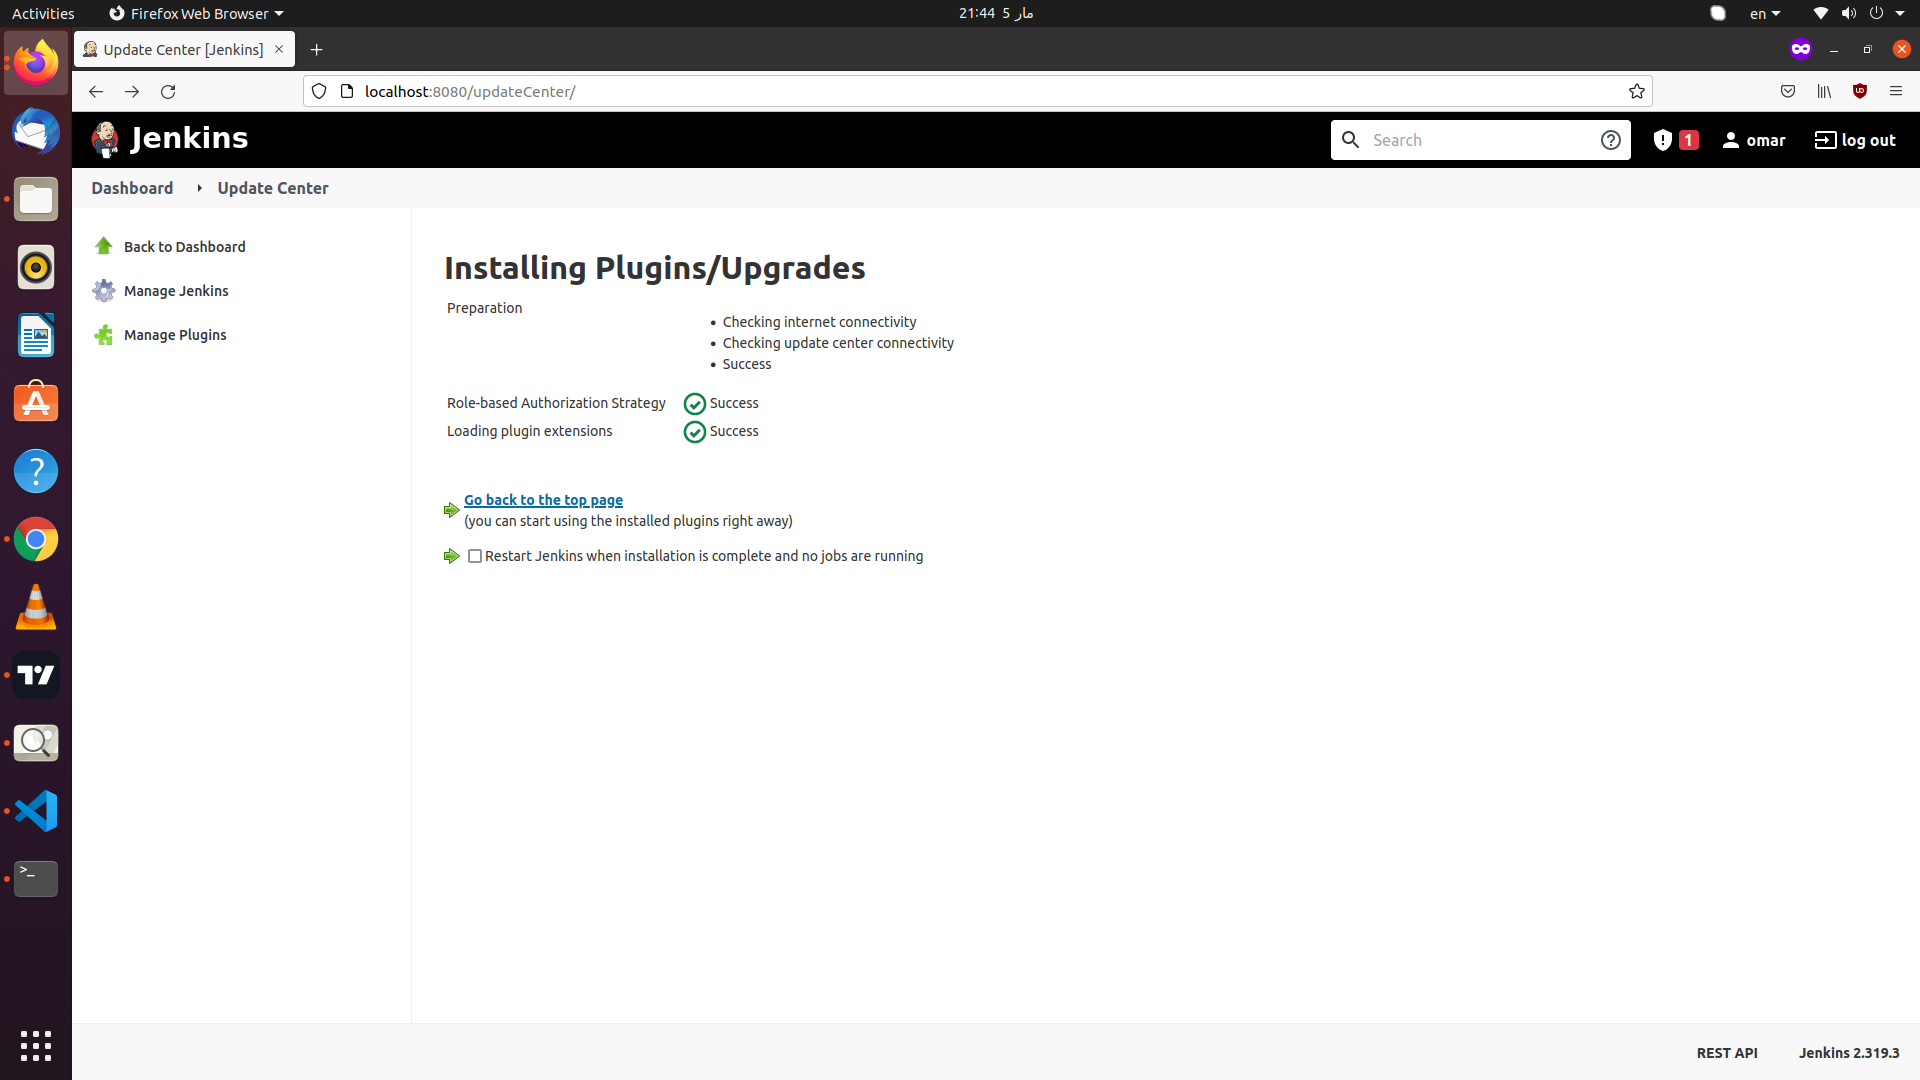 Activities
Firefox Web Browser
21:44 5 مار
en
Update Center [Jenkins]
localhost:8080/updateCenter/
Jenkins
Search
1
omar
log out
Dashboard
Update Center
Back to Dashboard
Manage Jenkins
Manage Plugins
Installing Plugins/Upgrades
Preparation
Checking internet connectivity
Checking update center connectivity
Success
Role-based Authorization Strategy
Success
Loading plugin extensions
Success
Go back to the top page
(you can start using the installed plugins right away)
Restart Jenkins when installation is complete and no jobs are running
REST API
Jenkins 2.319.3